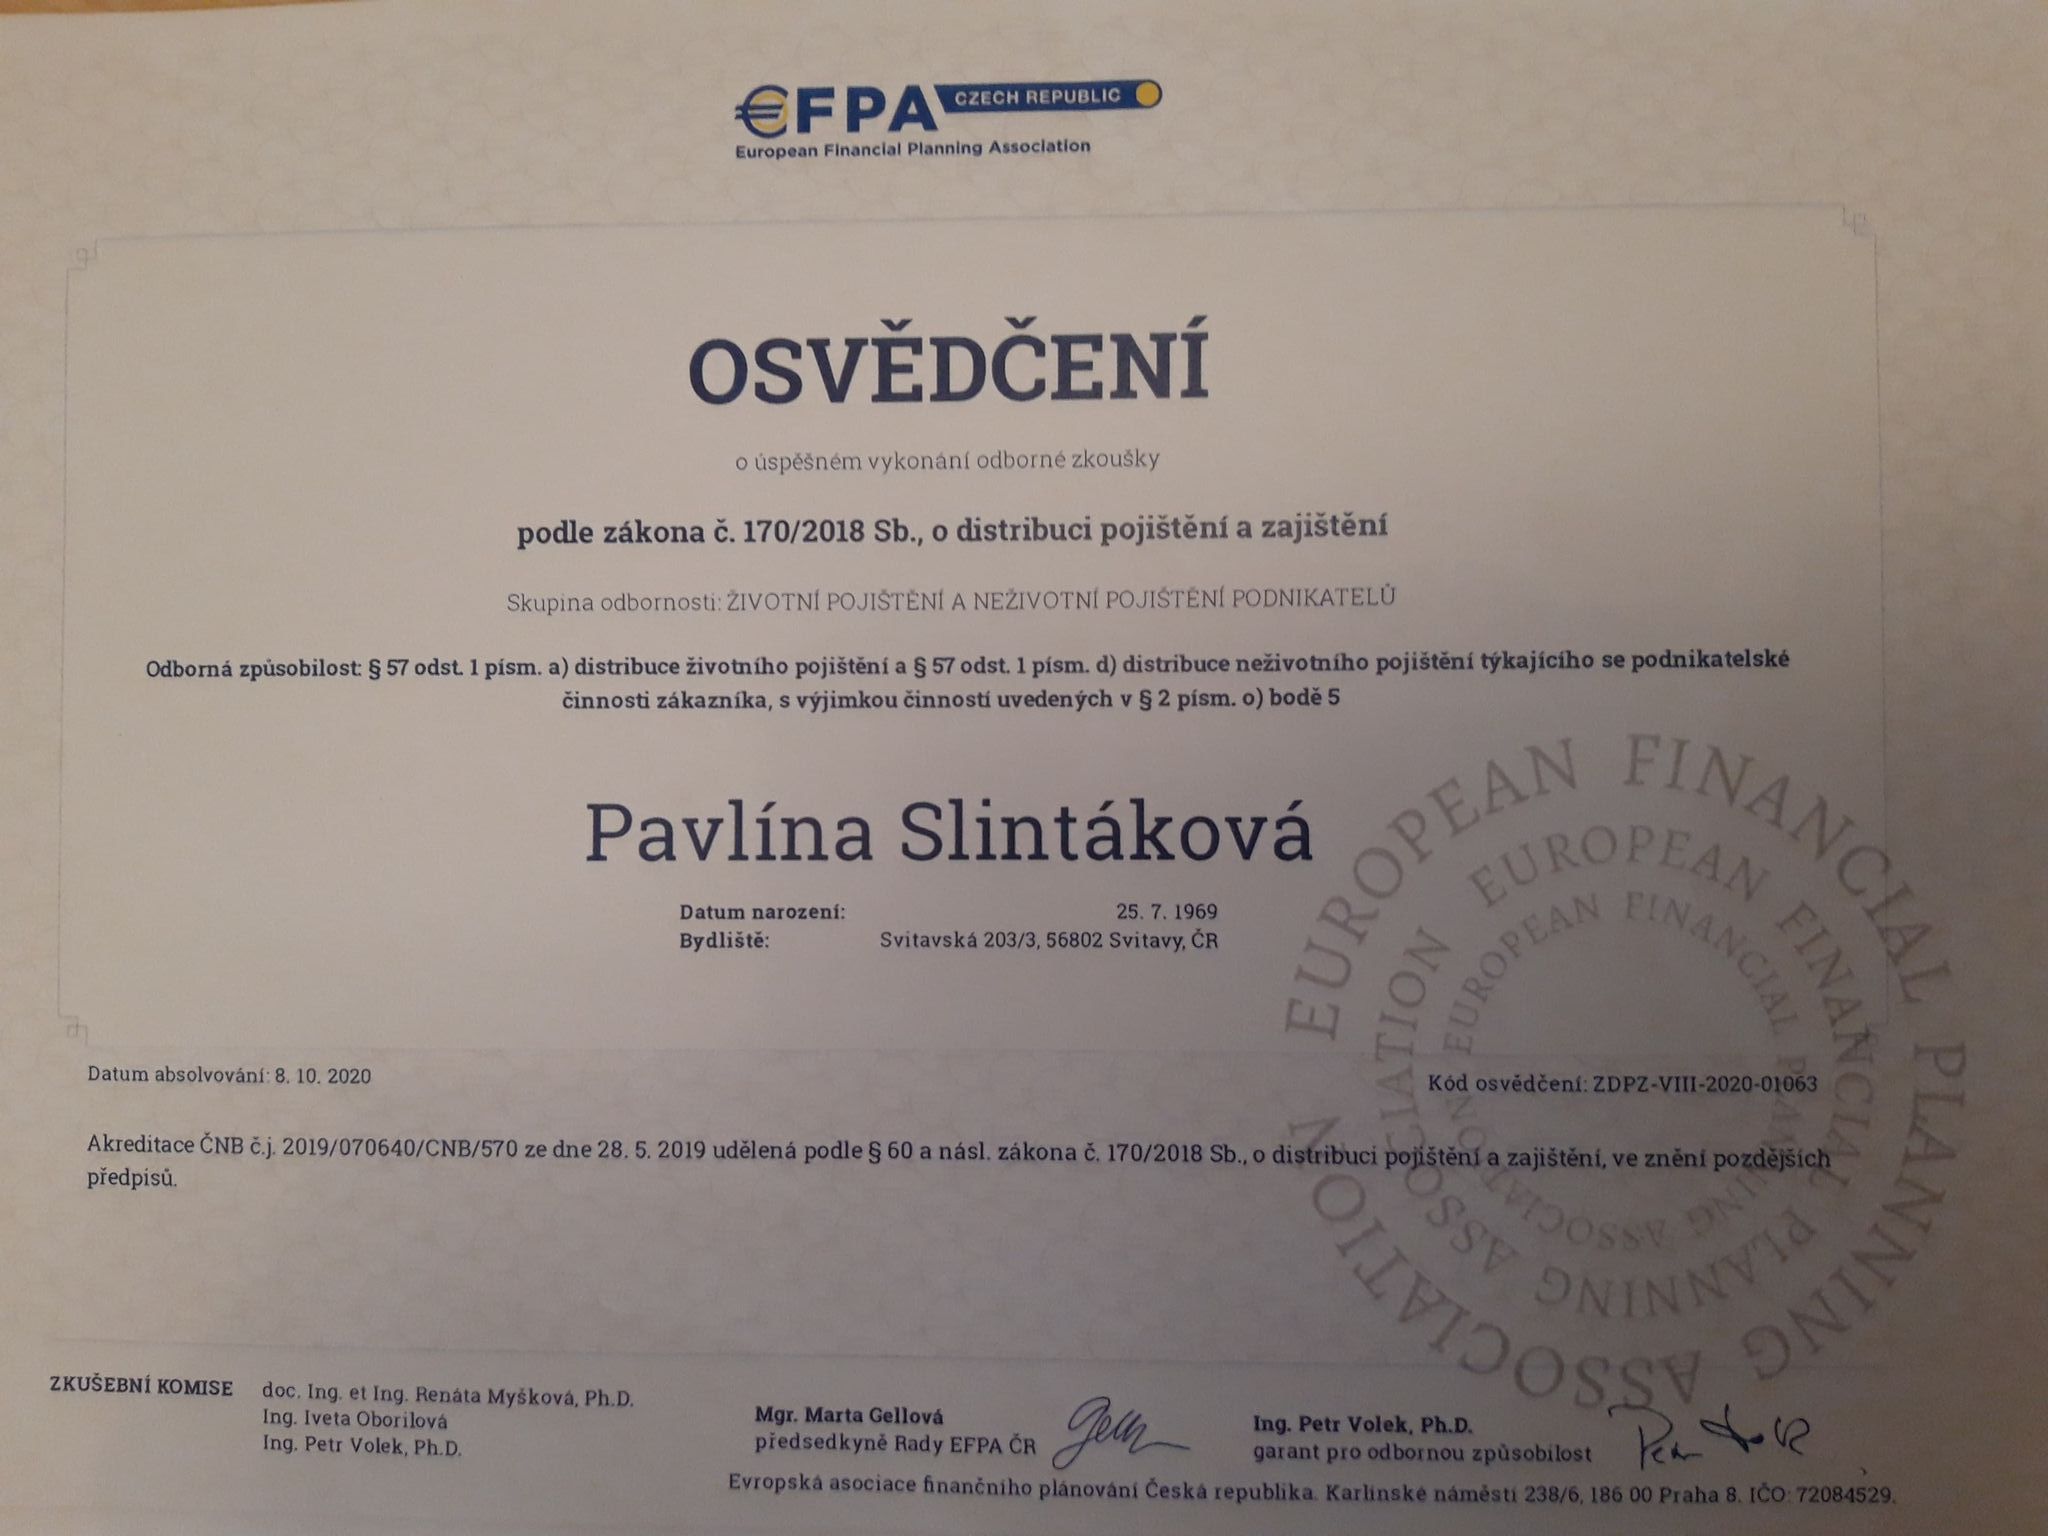 €FPA CZECH REPUBLIC
European Financial Planning Association
OSVĚDČENÍ
o úspěšném vykonání odborné zkoušky
podle zákona č. 170/2018 Sb., o distribuci pojištění a zajištění
Skupina odbornosti: ŽIVOTNÍ POJIŠTĚNÍ A NEŽIVOTNÍ POJIŠTĚNÍ PODNIKATELŮ
Odborná způsobilost: § 57 odst. 1 písm. a) distribuce životního pojištění a § 57 odst. 1 písm. d) distribuce neživotního pojištění týkajícího se podnikatelské
činnosti zákazníka, s výjimkou činností uvedených v § 2 písm. o) bodě 5
Pavlína Slintáková
Datum narození: 25. 7. 1969
Bydliště: Svitavská 203/3, 56802 Svitavy, ČR
EUROPEAN FINANCIAL PLANNING ASSOCIATION
EUROPEAN FINANCIAL PLANNING ASSOCIATION
EUROPEAN FINANCIAL PLANNING ASSOCIATION
Datum absolvování: 8. 10. 2020
Kód osvědčení: ZDPZ-VIII-2020-01063
Akreditace ČNB č.j. 2019/070640/CNB/570 ze dne 28. 5. 2019 udělená podle § 60 a násl. zákona č. 170/2018 Sb., o distribuci pojištění a zajištění, ve znění pozdějších
předpisů.
ZKUŠEBNÍ KOMISE
doc. Ing. et Ing. Renáta Myšková, Ph.D.
Ing. Iveta Oborilová
Ing. Petr Volek, Ph.D.
Mgr. Marta Gellová
předsedkyně Rady EFPA ČR
Ing. Petr Volek, Ph.D.
garant pro odbornou způsobilost
Evropská asociace finančního plánování Česká republika. Karlínské náměstí 238/6, 186 00 Praha 8. IČO: 72084529.